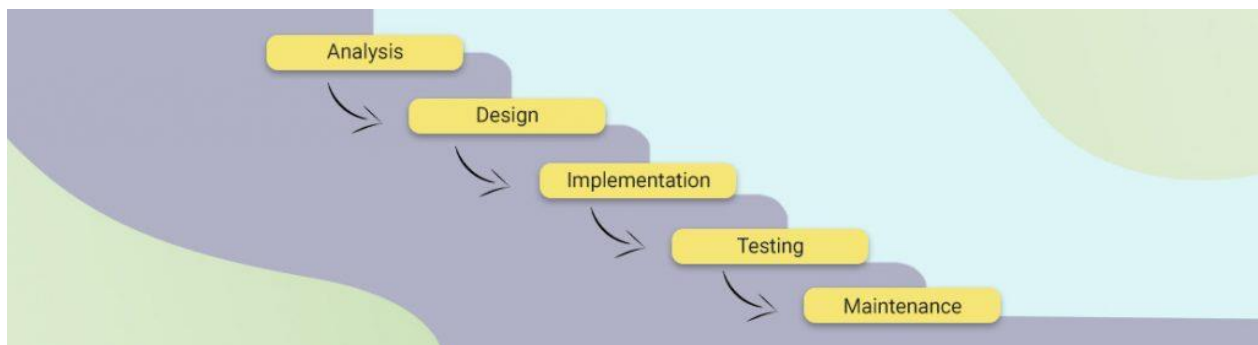 Analysis
Design
Implementation
Testing
Maintenance